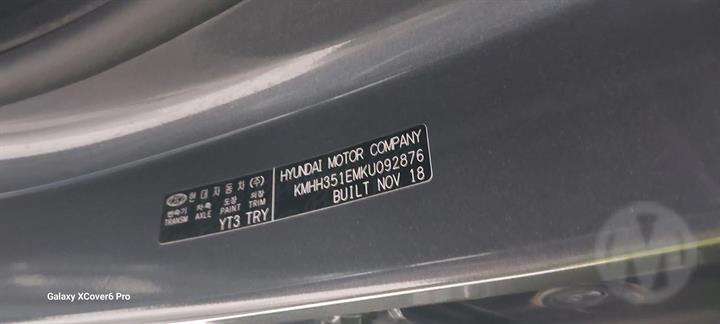 현대자동차(주)
변속기 차축 도장 의장
TRANSM AXLE PAINT TRIM
YT3 TRY
HYUNDAI MOTOR COMPANY
KMHH351EMKU092876
BUILT NOV 18
Galaxy XCover6 Pro
M